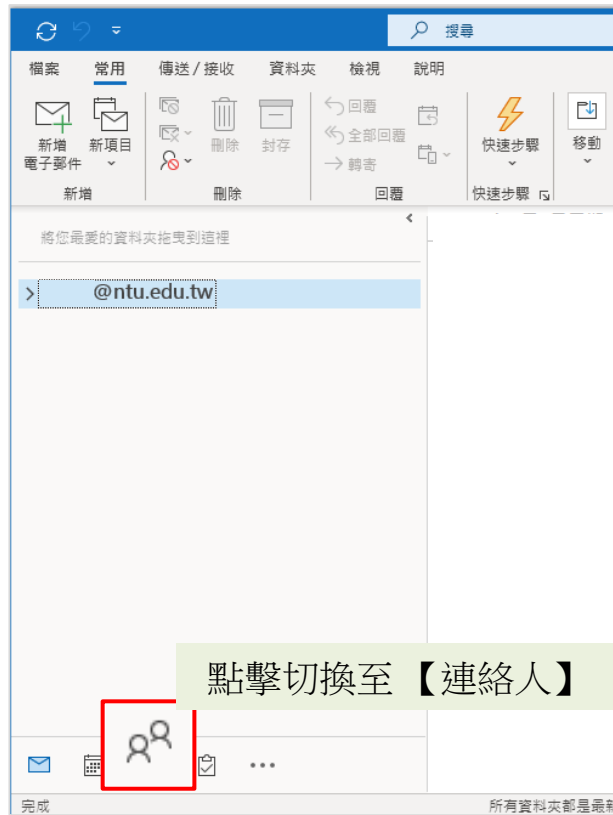 搜尋
檔案 常用 傳送 / 接收 資料夾 檢視 說明
新增
電子郵件
新項目
刪除
封存
回覆
全部回覆
轉寄
快速步驟
移動
新增 刪除 回覆 快速步驟
將您最愛的資料夾拖曳到這裡
@ntu.edu.tw
點擊切換至【連絡人】
完成 所有資料夾都是最新